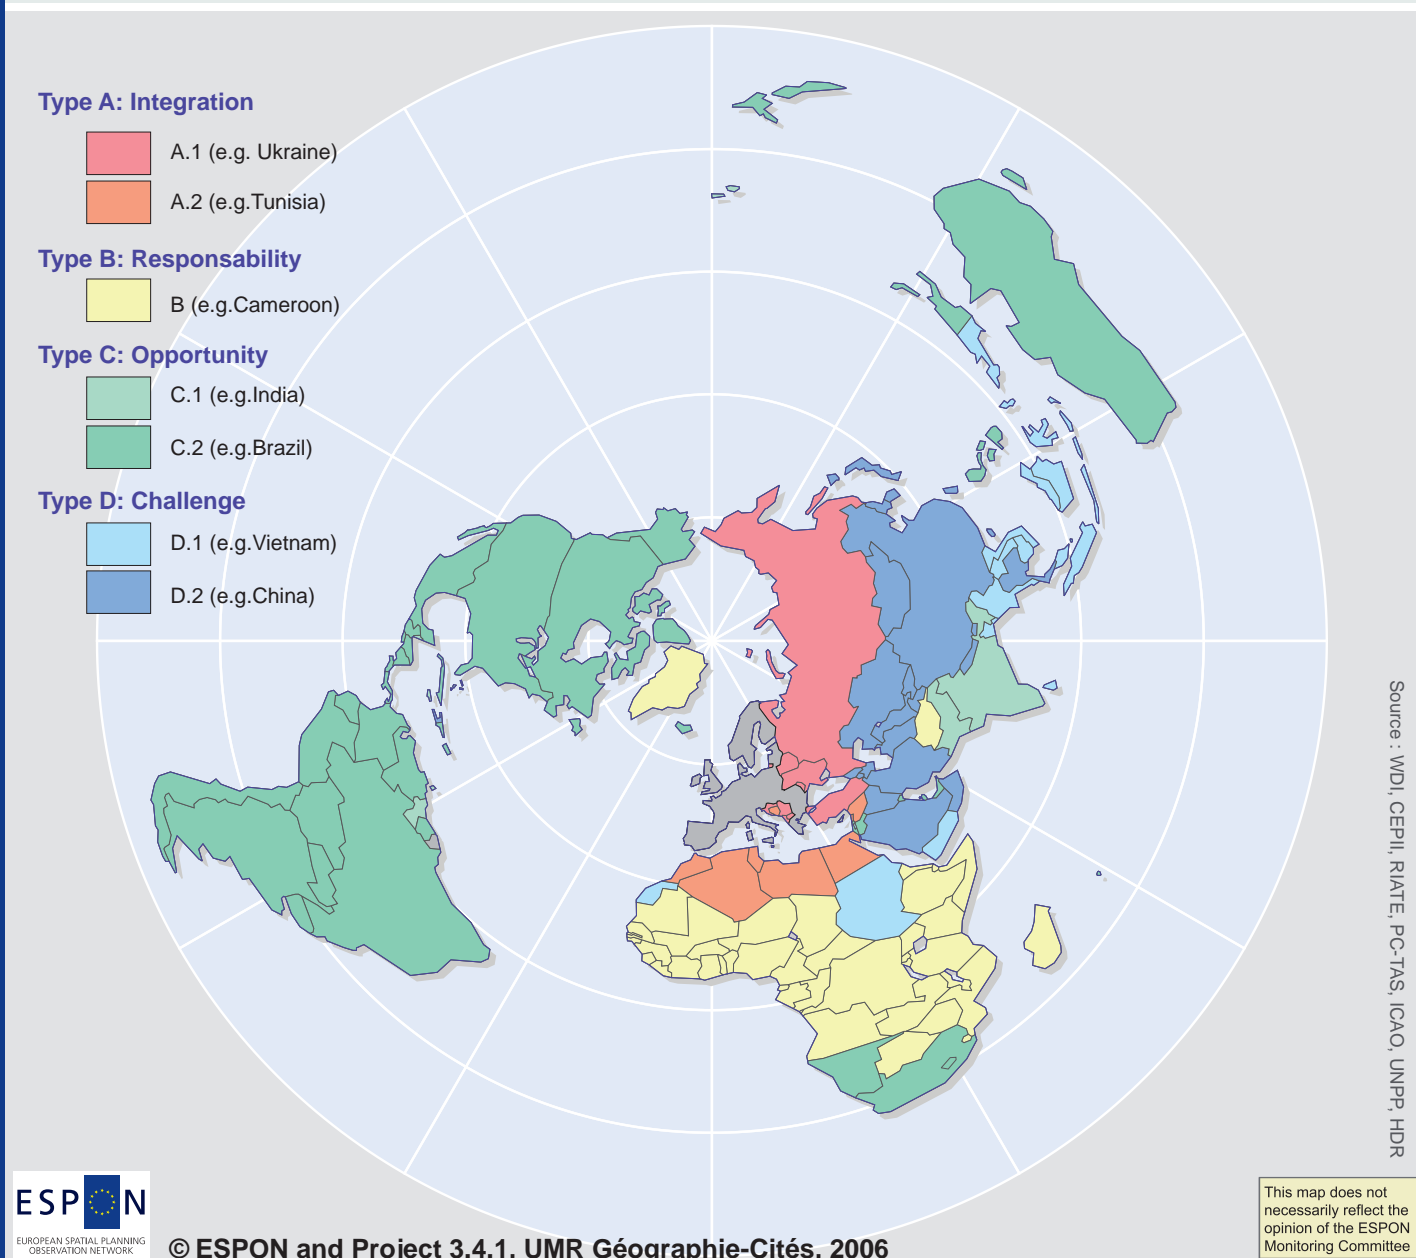 Type A: Integration
A.1 (e.g. Ukraine)
A.2 (e.g.Tunisia)
Type B: Responsability
B (e.g.Cameroon)
Type C: Opportunity
C.1 (e.g.India)
C.2 (e.g.Brazil)
Type D: Challenge
D.1 (e.g.Vietnam)
D.2 (e.g.China)
Source : WDI, CEPII, RIATE, PC-TAS, ICAO, UNPP, HDR
ESPON
EUROPEAN SPATIAL PLANNING
OBSERVATION NETWORK
© ESPON and Project 3.4.1, UMR Géographie-Cités, 2006
This map does not
necessarily reflect the
opinion of the ESPON
Monitoring Committee